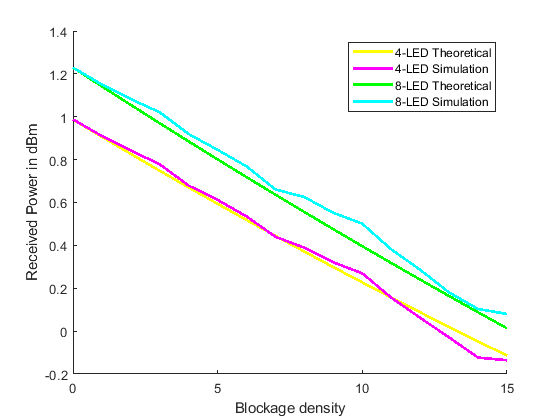 1.4
1.2
1
0.8
0.6
0.4
0.2
0
-0.2
Received Power in dBm
0 5 10 15
Blockage density
4-LED Theoretical
4-LED Simulation
8-LED Theoretical
8-LED Simulation